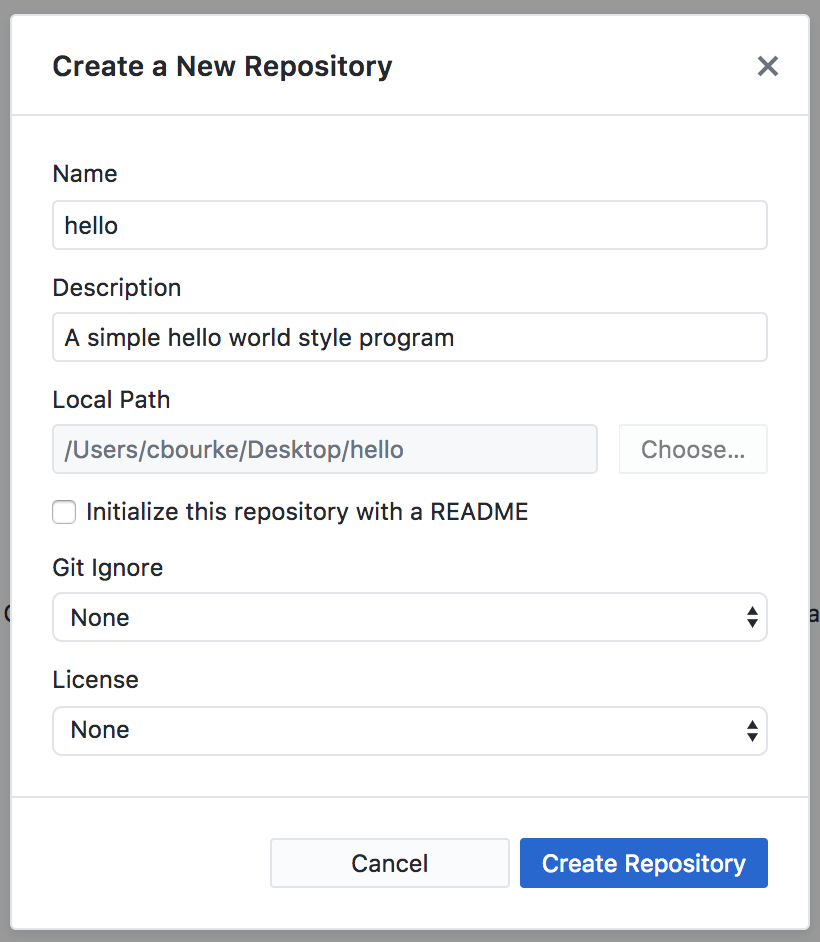 Create a New Repository
Name
hello
Description
A simple hello world style program
Local Path
/Users/cbourke/Desktop/hello
Choose...
Initialize this repository with a README
Git Ignore
None
License
None
Cancel
Create Repository